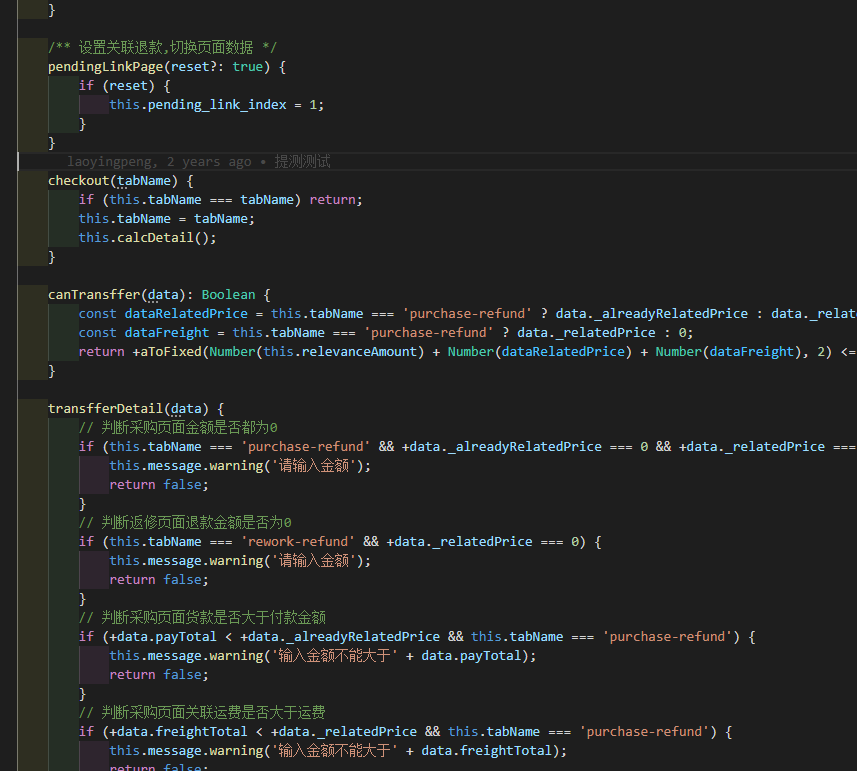 }
/** 设置关联退款,切换页面数据 */
pendingLinkPage(reset?: true) {
if (reset) {
this.pending_link_index = 1;
}
}
laoyingpeng, 2 years ago • 提测测试
checkout(tabName) {
if (this.tabName === tabName) return;
this.tabName = tabName;
this.calcDetail();
}
canTransffer(data): Boolean {
const dataRelatedPrice = this.tabName === 'purchase-refund' ? data._alreadyRelatedPrice : data._relate
const dataFreight = this.tabName === 'purchase-refund' ? data._relatedPrice : 0;
return +aToFixed(Number(this.relevanceAmount) + Number(dataRelatedPrice) + Number(dataFreight), 2) <=
}
transfferDetail(data) {
// 判断采购页面金额是否都为0
if (this.tabName === 'purchase-refund' && +data._alreadyRelatedPrice === 0 && +data._relatedPrice ===
this.message.warning('请输入金额');
return false;
}
// 判断返修页面退款金额是否为0
if (this.tabName === 'rework-refund' && +data._relatedPrice === 0) {
this.message.warning('请输入金额');
return false;
}
// 判断采购页面货款是否大于付款金额
if (+data.payTotal < +data._alreadyRelatedPrice && this.tabName === 'purchase-refund') {
this.message.warning('输入金额不能大于' + data.payTotal);
return false;
}
// 判断采购页面关联运费是否大于运费
if (+data.freightTotal < +data._relatedPrice && this.tabName === 'purchase-refund') {
this.message.warning('输入金额不能大于' + data.freightTotal);
return false;